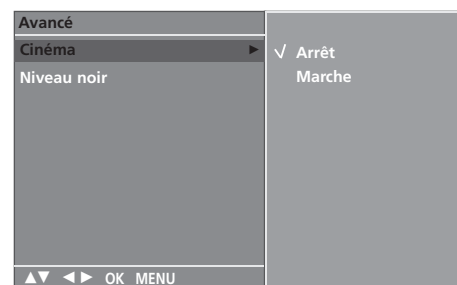 Avancé
Cinéma ►
Niveau noir
√ Arrêt
Marche
▲▼ ◄► OK MENU